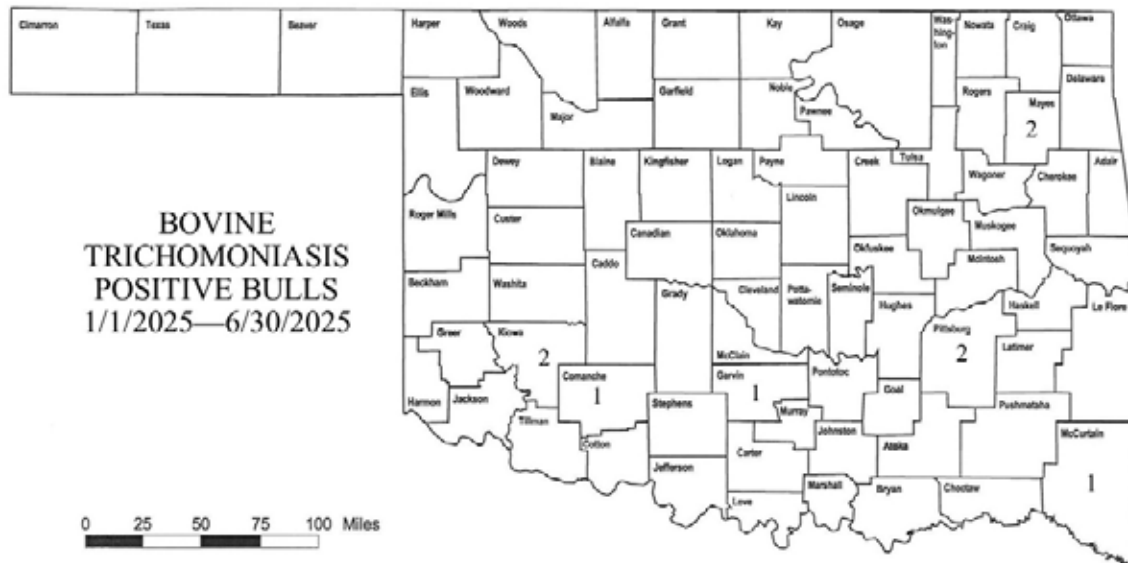 Cimarron
Texas
Beaver
Harper
Woods
Alfalfa
Grant
Kay
Osage
Was-
hing-
ton
Nowata
Craig
Ottawa
Ellis
Woodward
Major
Garfield
Noble
Pawnee
Rogers
Mayes
2
Delaware
Dewey
Blaine
Kingfisher
Logan
Payne
Creek
Tulsa
Wagoner
Cherokee
Adair
Lincoln
Roger Mills
Custer
Canadian
Oklahoma
Okmulgee
Muskogee
Okfuskee
McIntosh
Sequoyah
BOVINE
TRICHOMONIASIS
POSITIVE BULLS
1/1/2025—6/30/2025
Beckham
Washita
Caddo
Grady
Cleveland
Potta-
watomie
Seminole
Hughes
Haskell
Le Flore
Greer
Kiowa
2
McClain
Pittsburg
2
Latimer
Harmon
Jackson
Comanche
1
Garvin
1
Pontotoc
Coal
Pushmataha
Tillman
Stephens
Murray
Johnston
Atoka
McCurtain
1
Cotton
Carter
Jefferson
Love
Marshall
Bryan
Choctaw
0 25 50 75 100 Miles